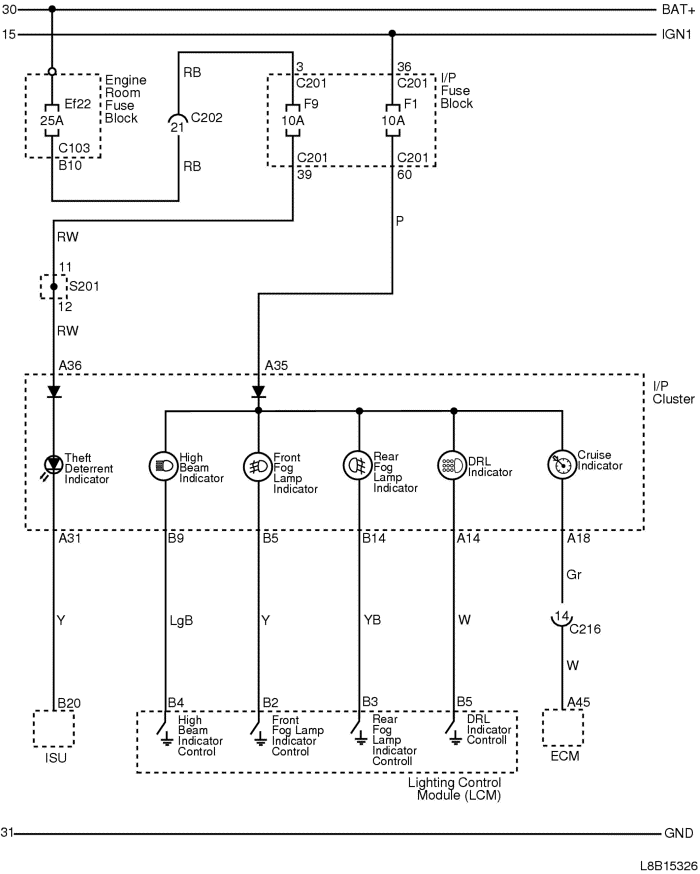 30 BAT+
15 IGN1
Engine
Room
Fuse
Block
Ef22
25A
C103
B10
RB
21 C202
RB
3
C201
F9
10A
C201
39
36
C201
F1
10A
C201
60
I/P
Fuse
Block
P
RW
11
S201
12
RW
A36
A35
I/P
Cluster
Theft
Deterrent
Indicator
High
Beam
Indicator
Front
Fog
Lamp
Indicator
Rear
Fog
Lamp
Indicator
DRL
Indicator
Cruise
Indicator
A31 B9 B5 B14 A14 A18
Gr
Y LgB Y YB W
14
C216
W
B20 B4 B2 B3 B5 A45
High
Beam
Indicator
Control
Front
Fog Lamp
Indicator
Control
Rear
Fog
Lamp
Indicator
Controll
DRL
Indicator
Controll
ISU
ECM
Lighting Control
Module (LCM)
31 GND
L8B15326